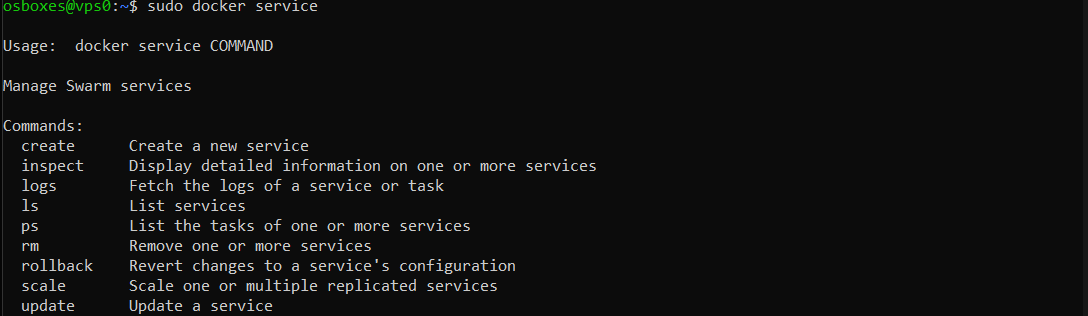 osboxes@vps0:~$ sudo docker service
Usage:  docker service COMMAND
Manage Swarm services
Commands:
  create      Create a new service
  inspect     Display detailed information on one or more services
  logs        Fetch the logs of a service or task
  ls          List services
  ps          List the tasks of one or more services
  rm          Remove one or more services
  rollback    Revert changes to a service's configuration
  scale       Scale one or multiple replicated services
  update      Update a service